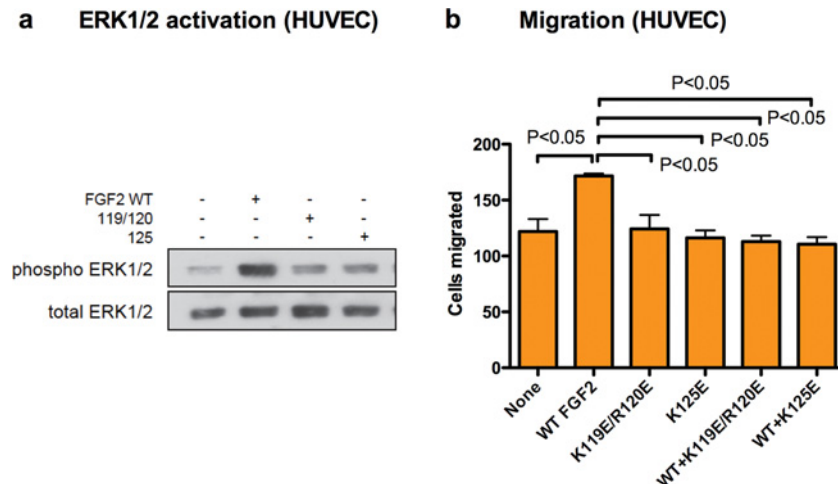 a ERK1/2 activation (HUVEC)
FGF2 WT - + - -
119/120 - - + -
125 - - - +
phospho ERK1/2
total ERK1/2
b Migration (HUVEC)
P<0.05
P<0.05
P<0.05
P<0.05
P<0.05
Cells migrated
200
150
100
50
0
None
WT FGF2
K119E/R120E
K125E
WT+K119E/R120E
WT+K125E